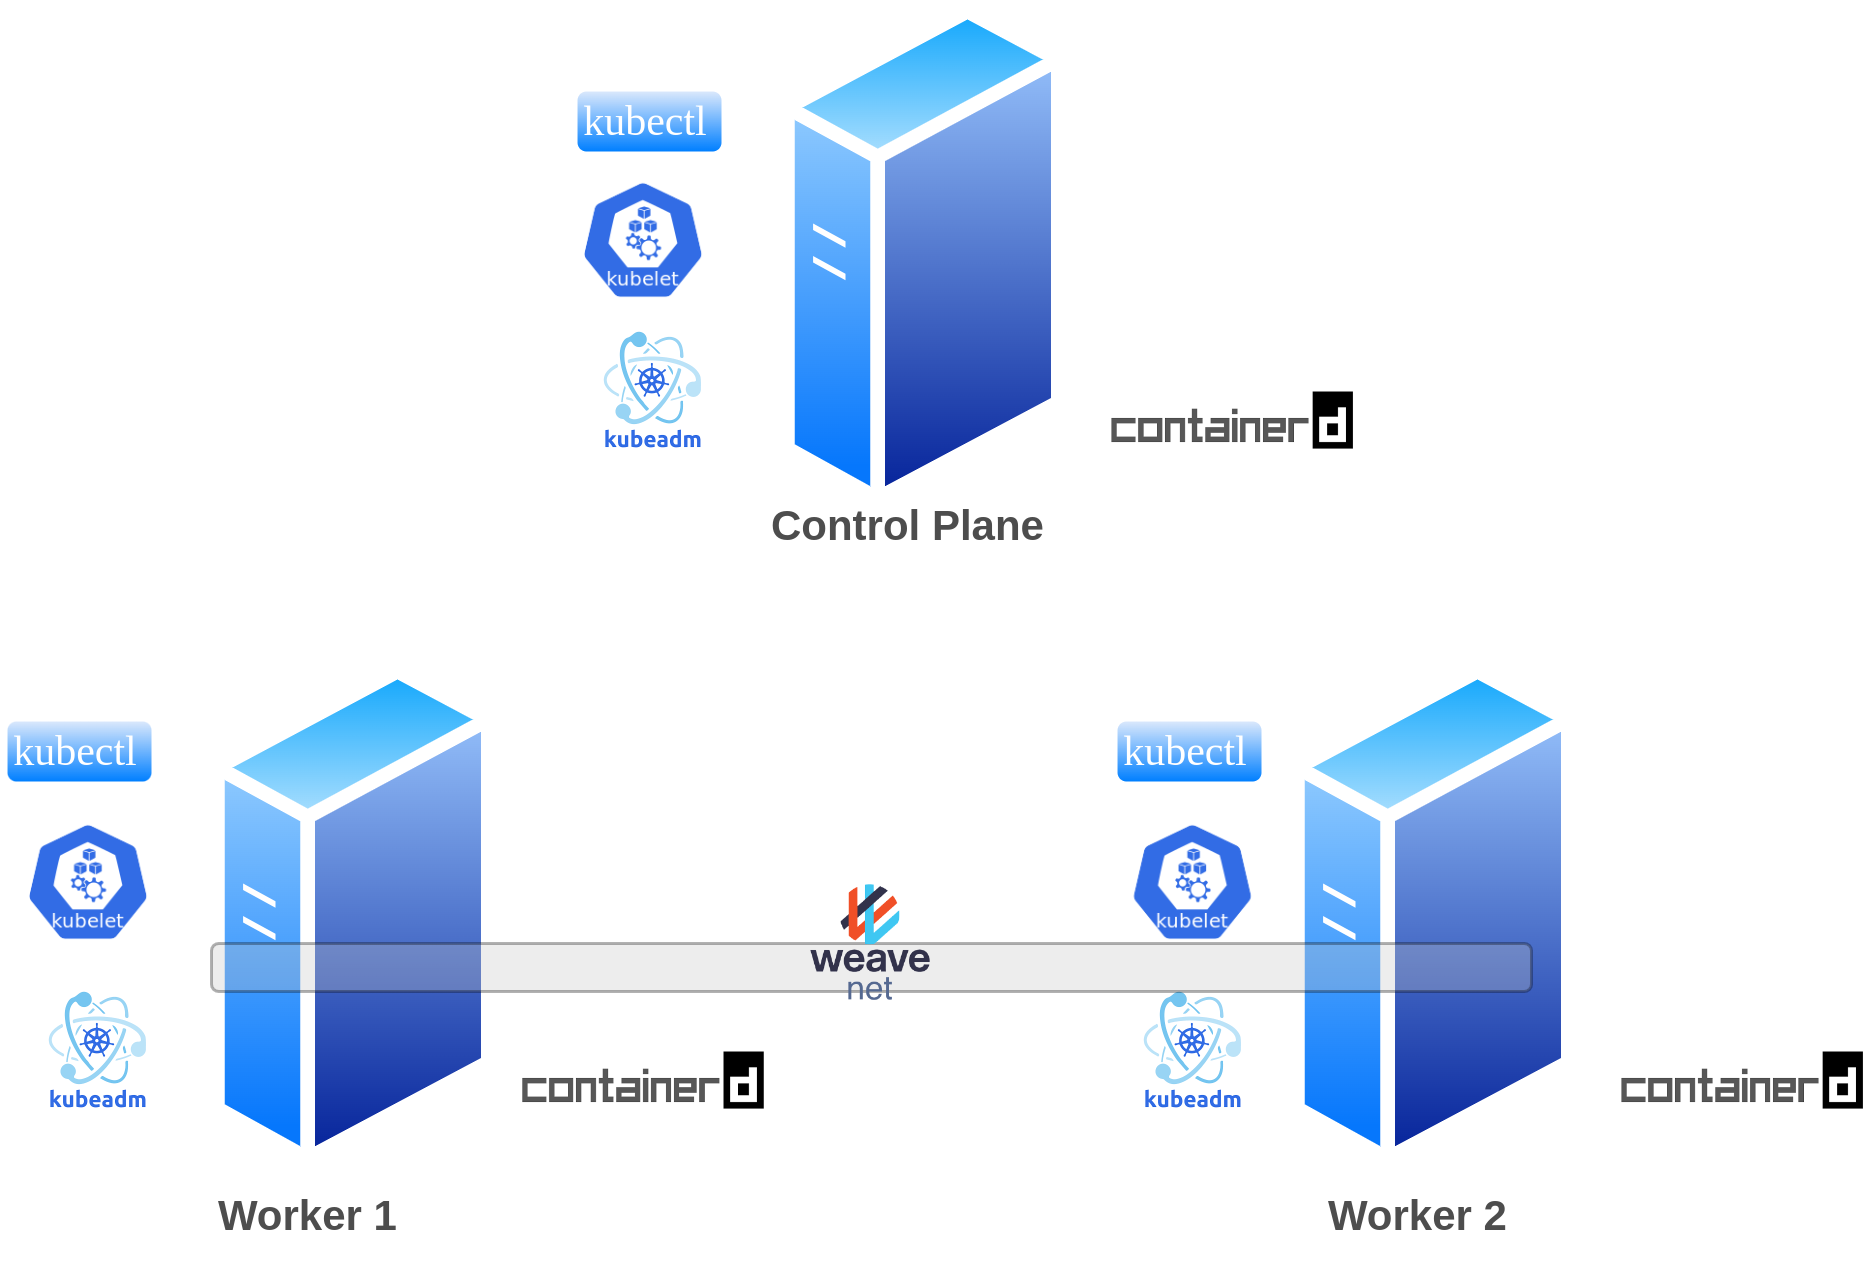 kubectl
kubelet
kubeadm
containerd
Control Plane
kubectl
kubelet
kubeadm
containerd
Worker 1
weave
net
kubectl
kubelet
kubeadm
containerd
Worker 2